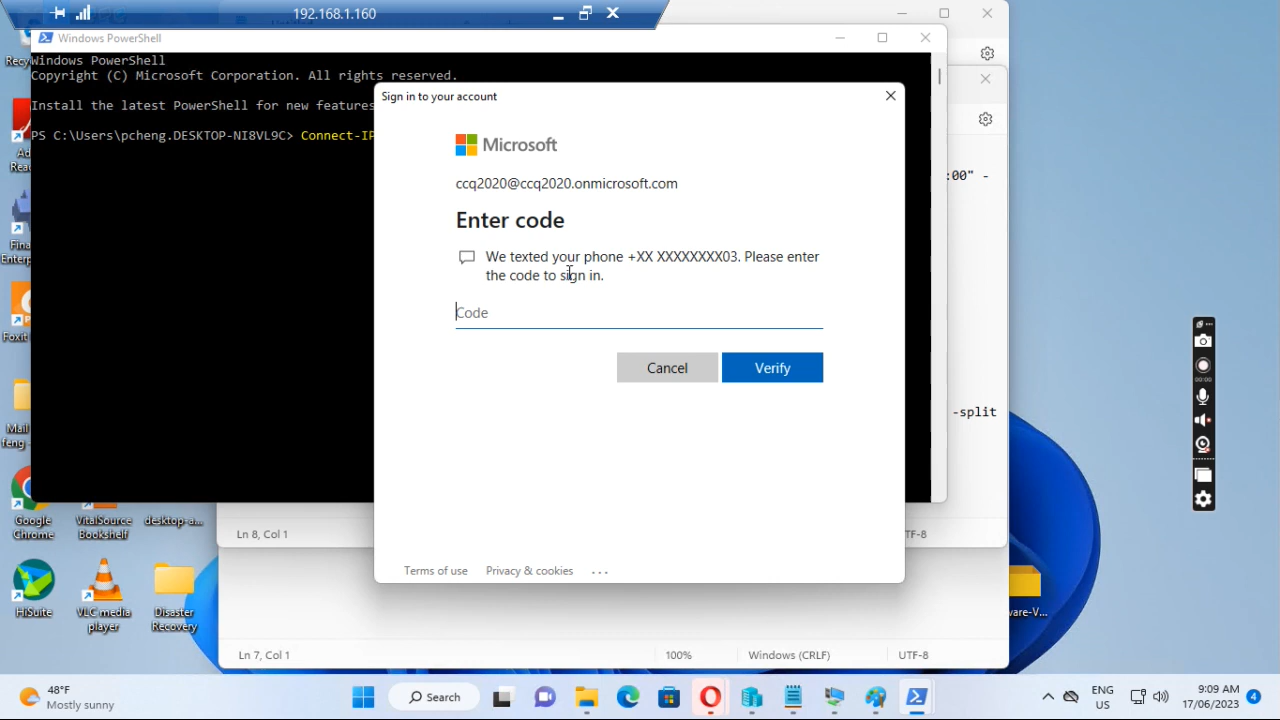 192.168.1.160
Windows PowerShell
Windows PowerShell
Copyright (C) Microsoft Corporation. All rights reserved.
Install the latest PowerShell for new features
PS C:\Users\pcheng.DESKTOP-NI8VL9C> Connect-IP
Sign in to your account
Microsoft
ccq2020@ccq2020.onmicrosoft.com
Enter code
We texted your phone +XX XXXXXXXX03. Please enter
the code to sign in.
Code
Cancel
Verify
Terms of use
Privacy & cookies
...
:00" -
-split
Ln 8, Col 1
TF-8
Ln 7, Col 1
100%
Windows (CRLF)
UTF-8
Google
Chrome
VitalSource
Bookshelf
desktop-a...
HiSuite
VLC media
player
Disaster
Recovery
ware-V...
00:00
48°F
Mostly sunny
Search
ENG
US
9:09 AM
17/06/2023
4